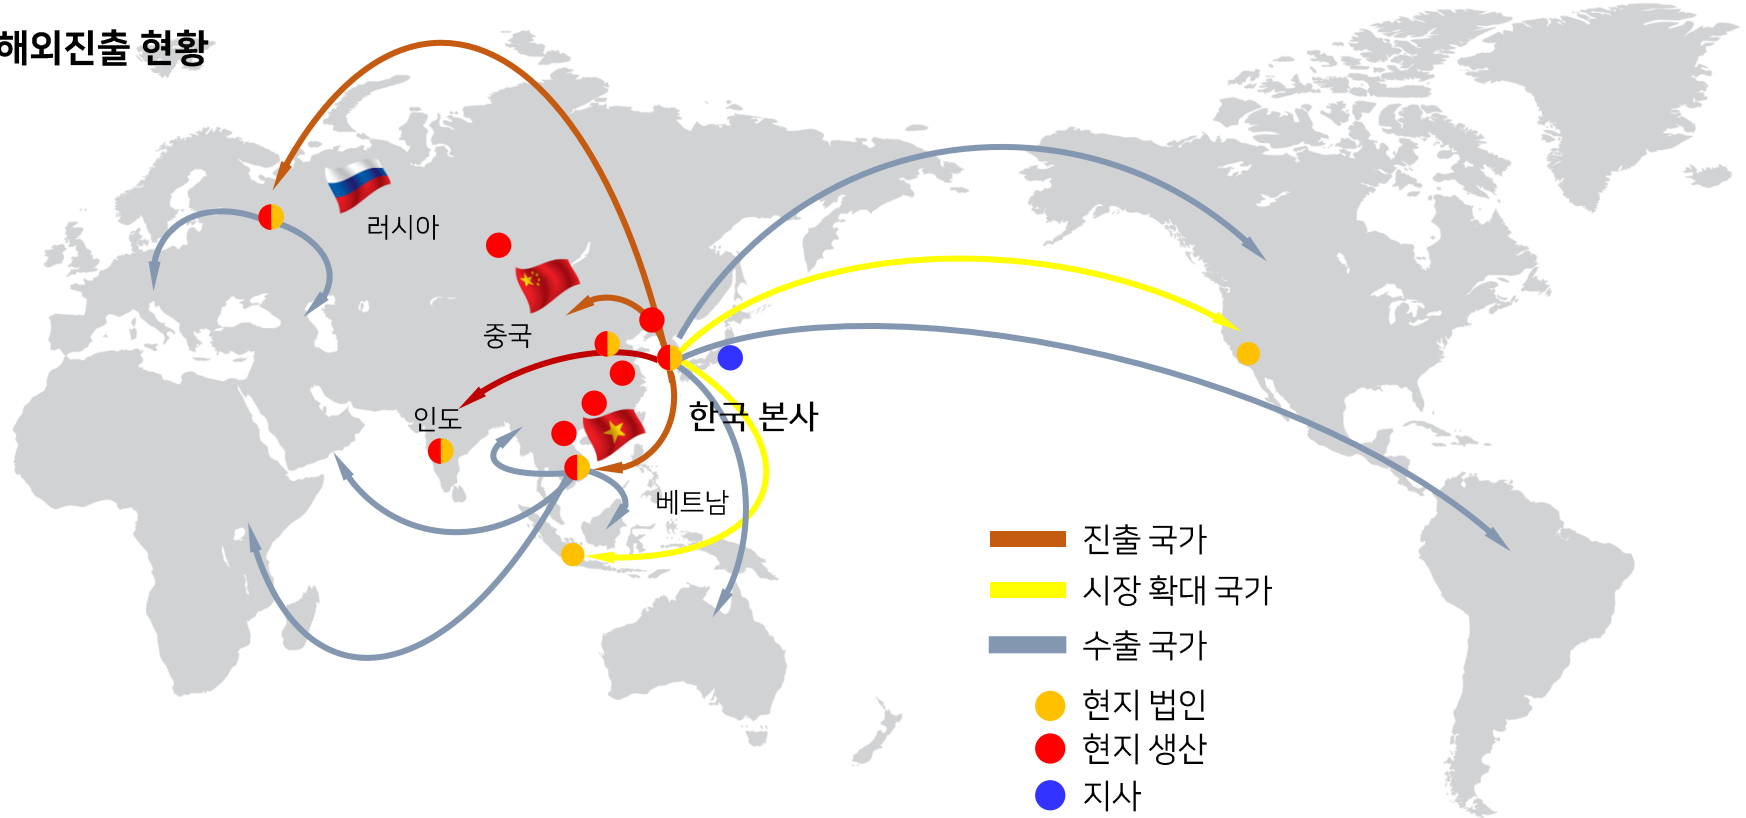 해외진출 현황
러시아
중국
인도
한국 본사
베트남
진출 국가
시장 확대 국가
수출 국가
현지 법인
현지 생산
지사